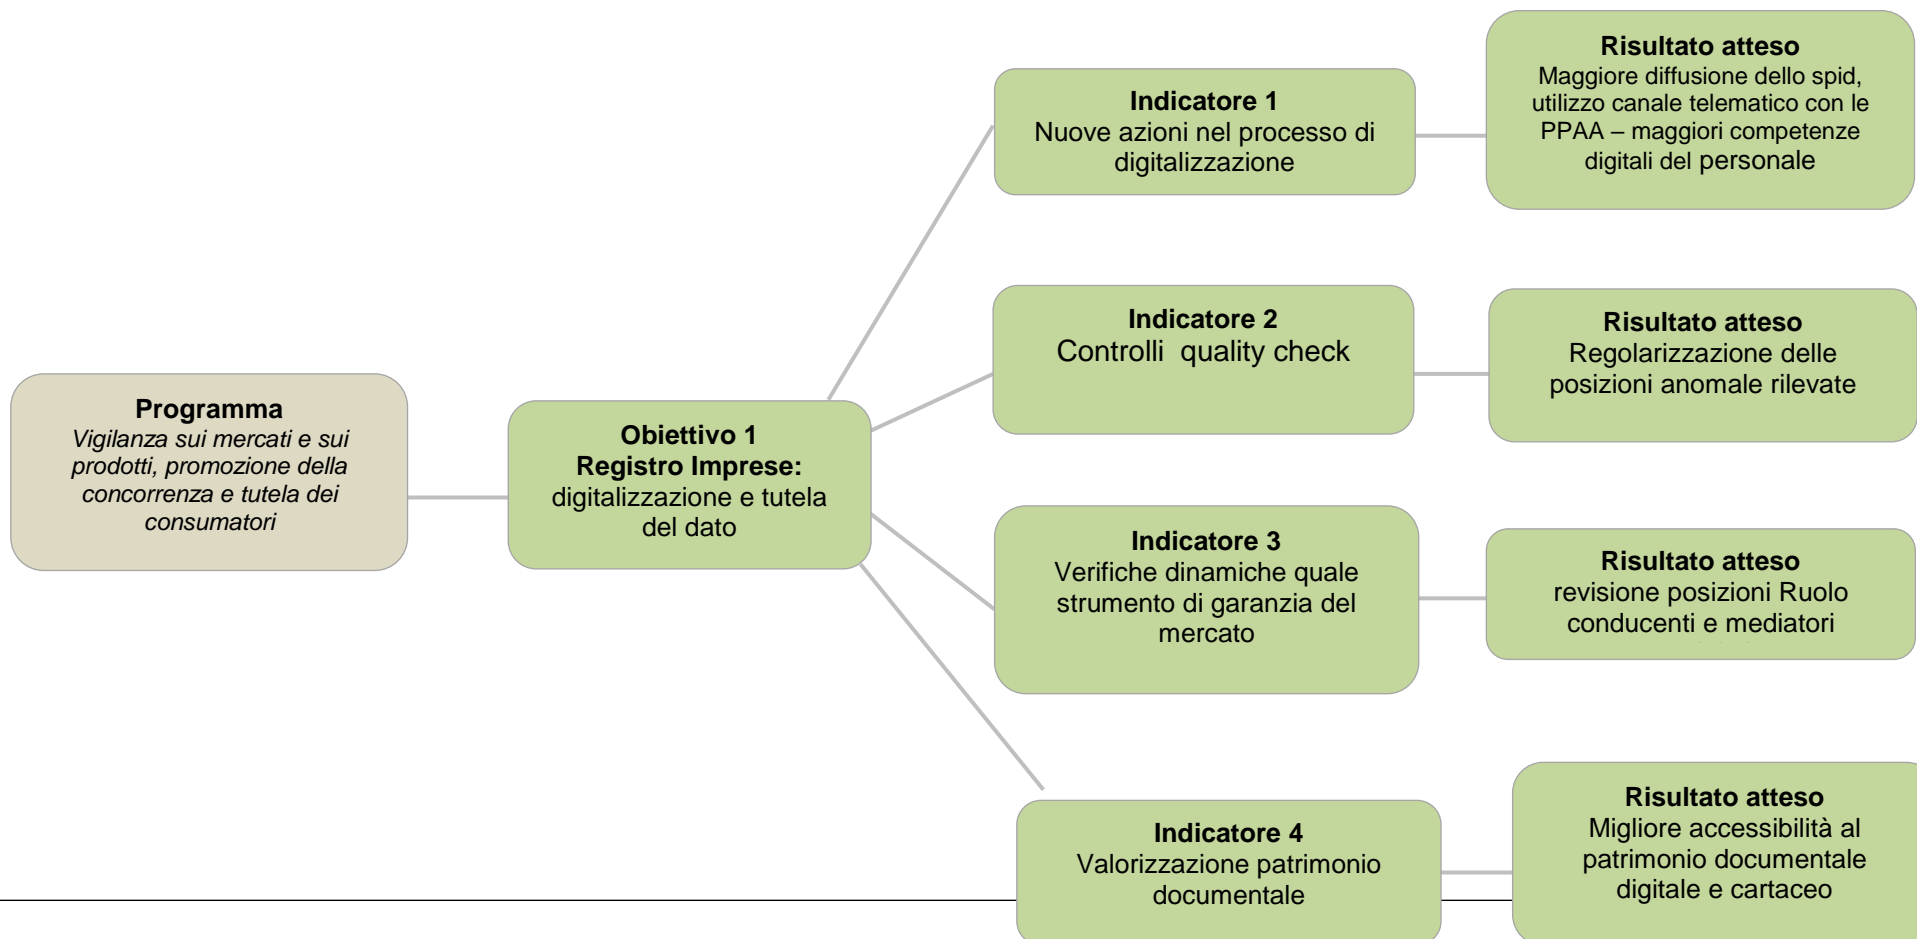 Programma
Vigilanza sui mercati e sui
prodotti, promozione della
concorrenza e tutela dei
consumatori
Obiettivo 1
Registro Imprese:
digitalizzazione e tutela
del dato
Indicatore 1
Nuove azioni nel processo di
digitalizzazione
Risultato atteso
Maggiore diffusione dello spid,
utilizzo canale telematico con le
PPAA – maggiori competenze
digitali del personale
Indicatore 2
Controlli quality check
Risultato atteso
Regolarizzazione delle
posizioni anomale rilevate
Indicatore 3
Verifiche dinamiche quale
strumento di garanzia del
mercato
Risultato atteso
revisione posizioni Ruolo
conducenti e mediatori
Indicatore 4
Valorizzazione patrimonio
documentale
Risultato atteso
Migliore accessibilità al
patrimonio documentale
digitale e cartaceo